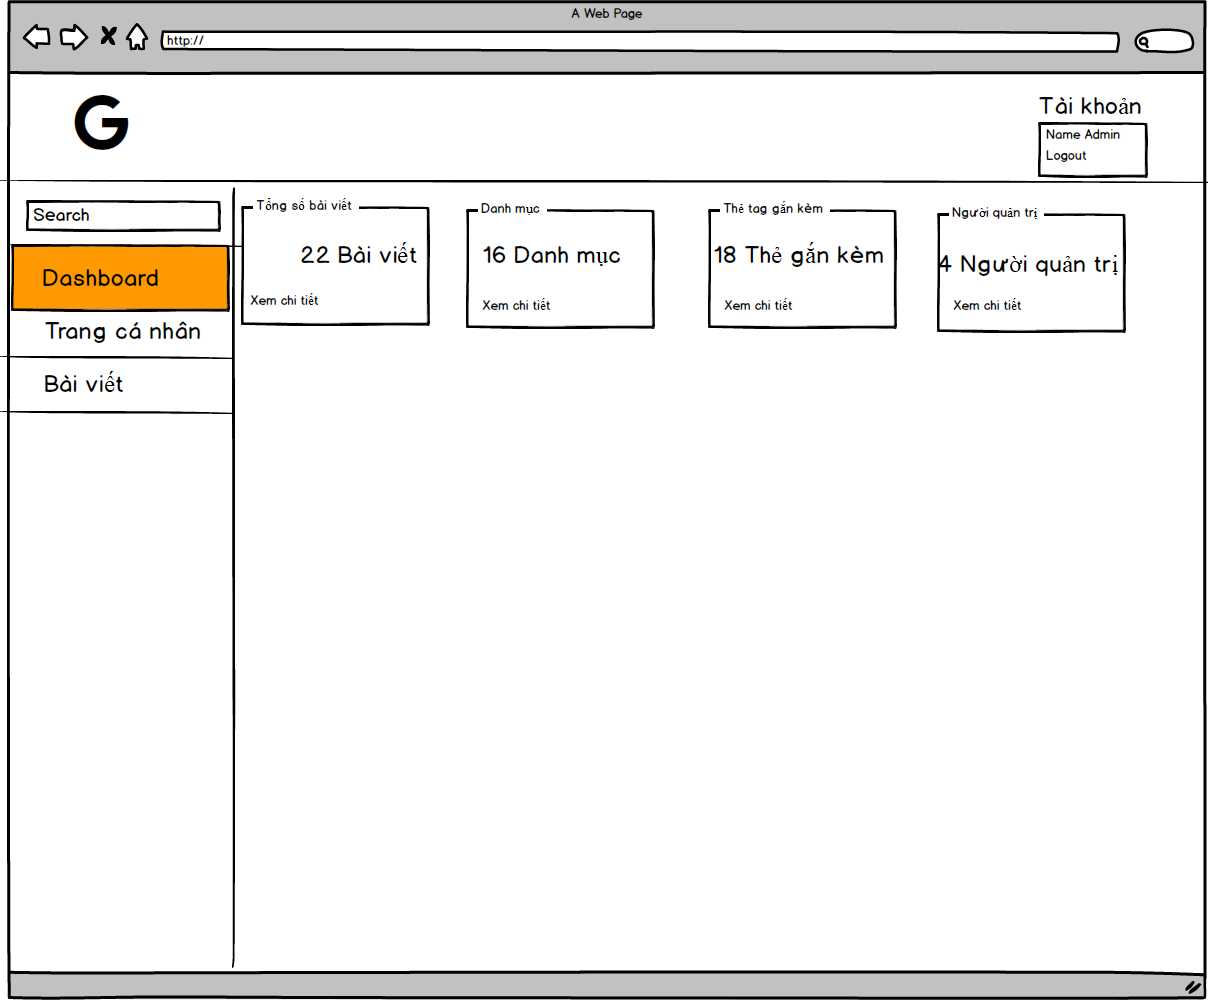 A Web Page
http://
G
Tài khoản
Name Admin
Logout
Search
Dashboard
Trang cá nhân
Bài viết
Tổng số bài viết
22 Bài viết
Xem chi tiết
Danh mục
16 Danh mục
Xem chi tiết
Thẻ tag gắn kèm
18 Thẻ gắn kèm
Xem chi tiết
Người quản trị
4 Người quản trị
Xem chi tiết